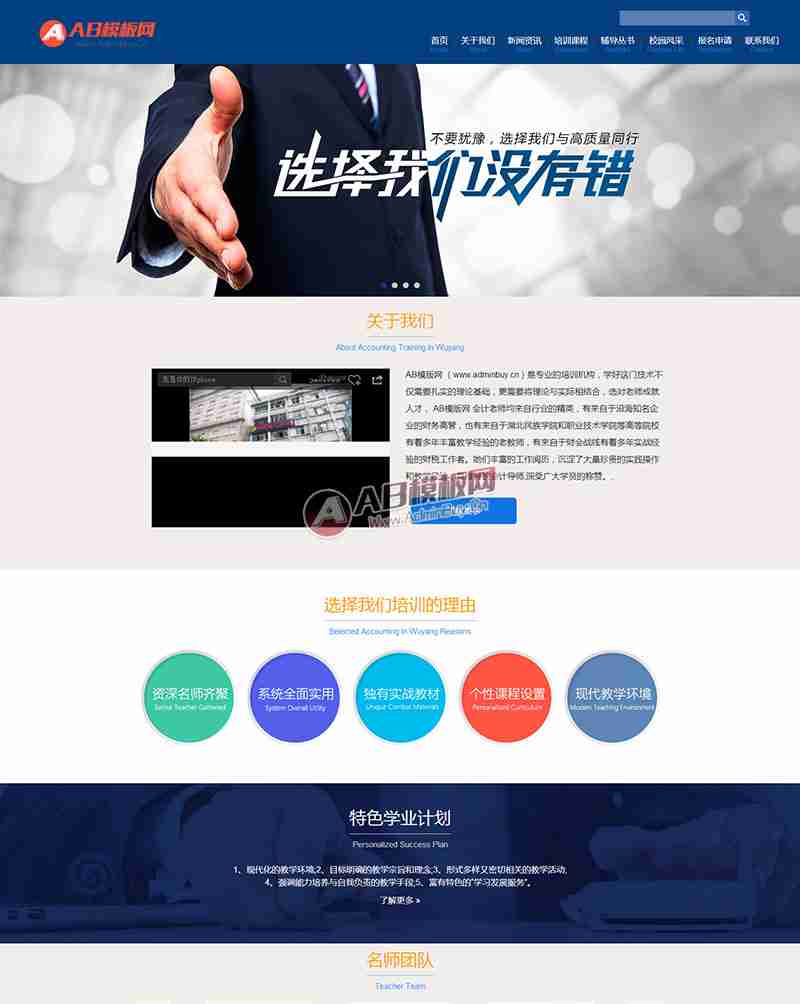 AB模板网
首页 关于我们 新闻资讯 培训课程 辅导丛书 校园风采 报名申请 联系我们
不要犹豫，选择我们与高质量同行
选择我们没有错
关于我们
About Accounting Training in Wuyang
AB模版网（www.adminbuy.cn）是专业的培训机构，学好这门技术不
仅需要扎实的理论基础，更需要将理论与实际相结合，选对老师成就
人才，AB模版网 会计老师均来自行业的精英，有来自于沿海知名企
业的财务高管，也有来自于湖北民族学院和职业技术学院等高等院校
有着多年丰富教学经验的老教师，有来自于财会战线有着多年实战经
验的财税工作者。她们丰富的工作阅历，沉淀了大量珍贵的实践操作
计导师,深受广大学员的称赞。.
AB模板网
www.AdminBuy.Cn
选择我们培训的理由
Selected Accounting in Wuyang Reasons
资深名师齐聚 系统全面实用 独有实战教材 个性课程设置 现代教学环境
Senior Teacher Gathered System Overall Utility Unique Combat Materials Personalized Curriculum Modern Teaching Environment
特色学业计划
Personalized Success Plan
1、现代化的教学环境;2、目标明确的教学宗旨和理念;3、形式多样又密切相关的教学活动;
4、强调能力培养与自我负责的教学手段;5、富有特色的"学习发展服务"。
了解更多 »
名师团队
Teacher Team